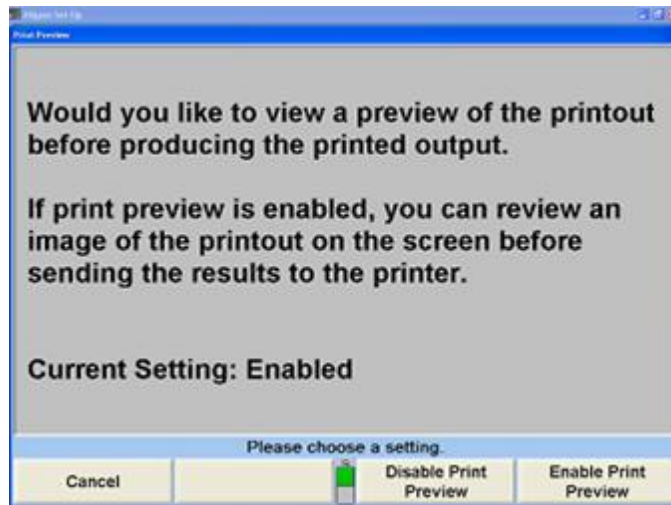 Print Preview
Would you like to view a preview of the printout
before producing the printed output.
If print preview is enabled, you can review an
image of the printout on the screen before
sending the results to the printer.
Current Setting: Enabled
Please choose a setting.
Cancel
Disable Print
Preview
Enable Print
Preview